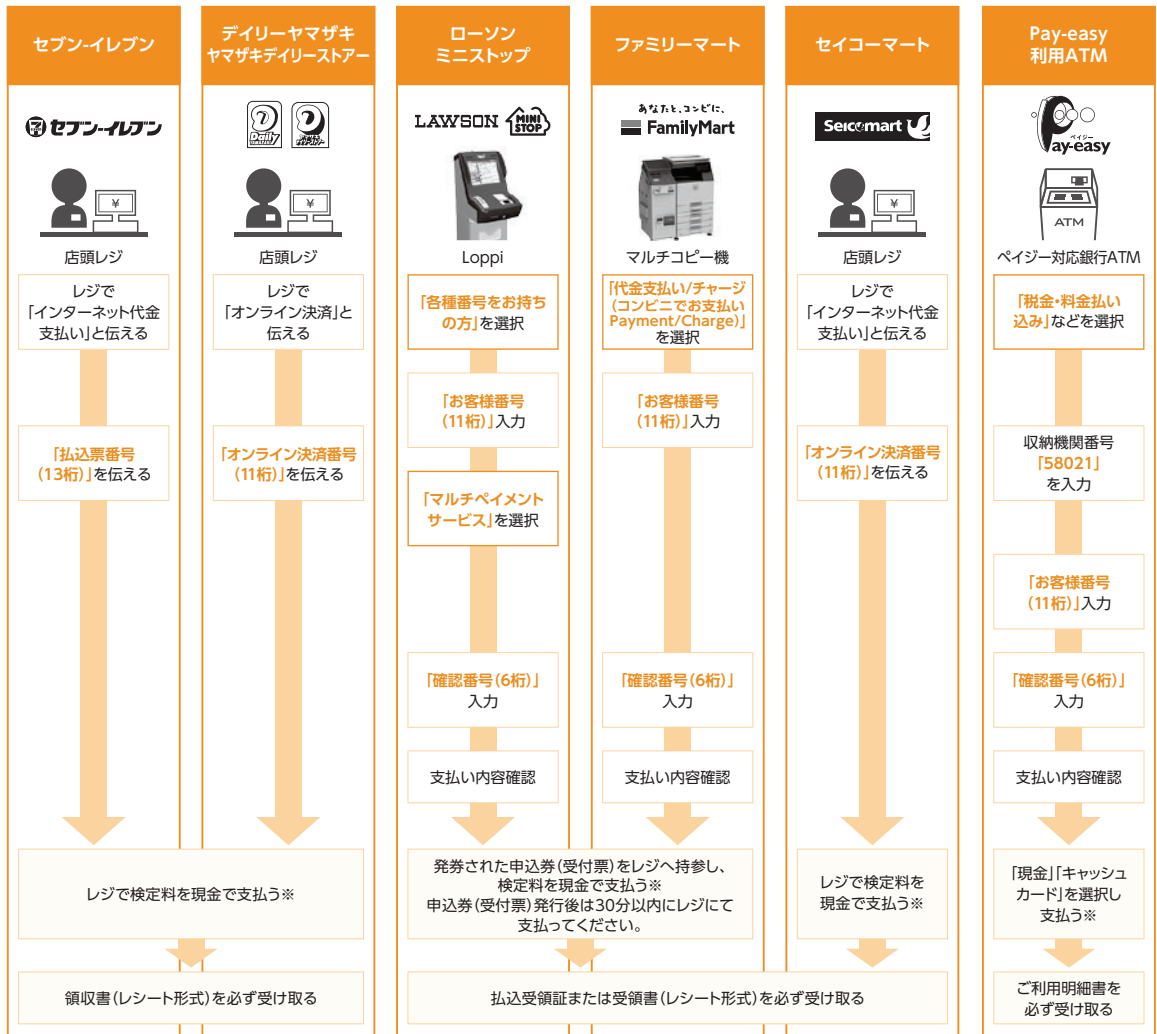 セブン-イレブン
デイリーヤマザキ
ヤマザキデイリーストアー
ローソン
ミニストップ
ファミリーマート
セイコーマート
Pay-easy
利用ATM
セブン-イレブン
Daily
LAWSON
MINI
STOP
あなたと、コンビに、
FamilyMart
Seicomart
ペイジー
Pay-easy
¥
¥
¥
ATM
店頭レジ
店頭レジ
Loppi
マルチコピー機
店頭レジ
ペイジー対応銀行ATM
レジで
「インターネット代金
支払い」と伝える
レジで
「オンライン決済」と
伝える
「各種番号をお持ち
の方」を選択
「代金支払い/チャージ
(コンビニでお支払い
Payment/Charge)」
を選択
レジで
「インターネット代金
支払い」と伝える
「税金・料金払い
込み」などを選択
「お客様番号
(11桁)」入力
「お客様番号
(11桁)」入力
「払込票番号
(13桁)」を伝える
「オンライン決済番号
(11桁)」を伝える
「マルチペイメント
サービス」を選択
「オンライン決済番号
(11桁)」を伝える
収納機関番号
「58021」
を入力
「お客様番号
(11桁)」入力
「確認番号(6桁)」
入力
「確認番号(6桁)」
入力
「確認番号(6桁)」
入力
支払い内容確認
支払い内容確認
支払い内容確認
レジで検定料を現金で支払う※
発券された申込券(受付票)をレジへ持参し、
検定料を現金で支払う※
申込券(受付票)発行後は30分以内にレジにて
支払ってください。
レジで検定料を
現金で支払う※
「現金」「キャッシュ
カード」を選択し
支払う※
領収書(レシート形式)を必ず受け取る
払込受領証または受領書(レシート形式)を必ず受け取る
ご利用明細書を
必ず受け取る